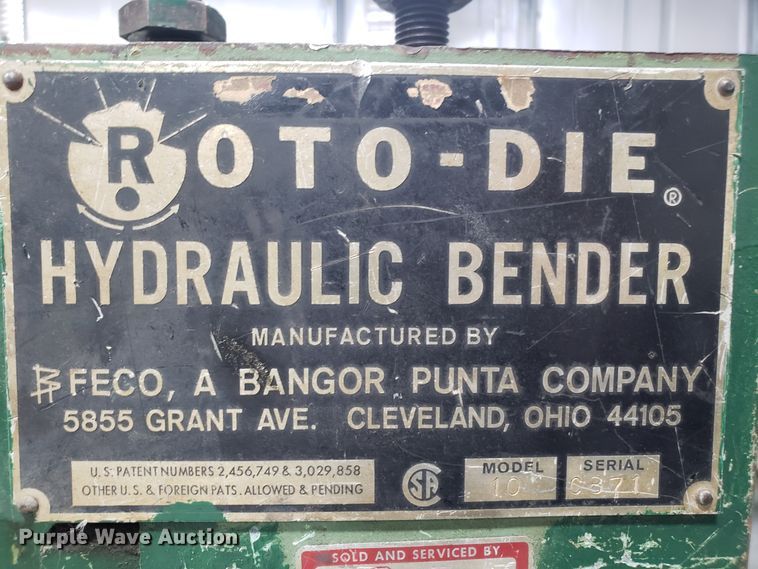 ROTO-DIE ®
HYDRAULIC BENDER
MANUFACTURED BY
FECO, A BANGOR PUNTA COMPANY
5855 GRANT AVE. CLEVELAND, OHIO 44105
U.S. PATENT NUMBERS 2,456,749 & 3,029,858
OTHER U.S. & FOREIGN PATS. ALLOWED & PENDING
CSA
MODEL SERIAL
10
SOLD AND SERVICED BY
Purple Wave Auction